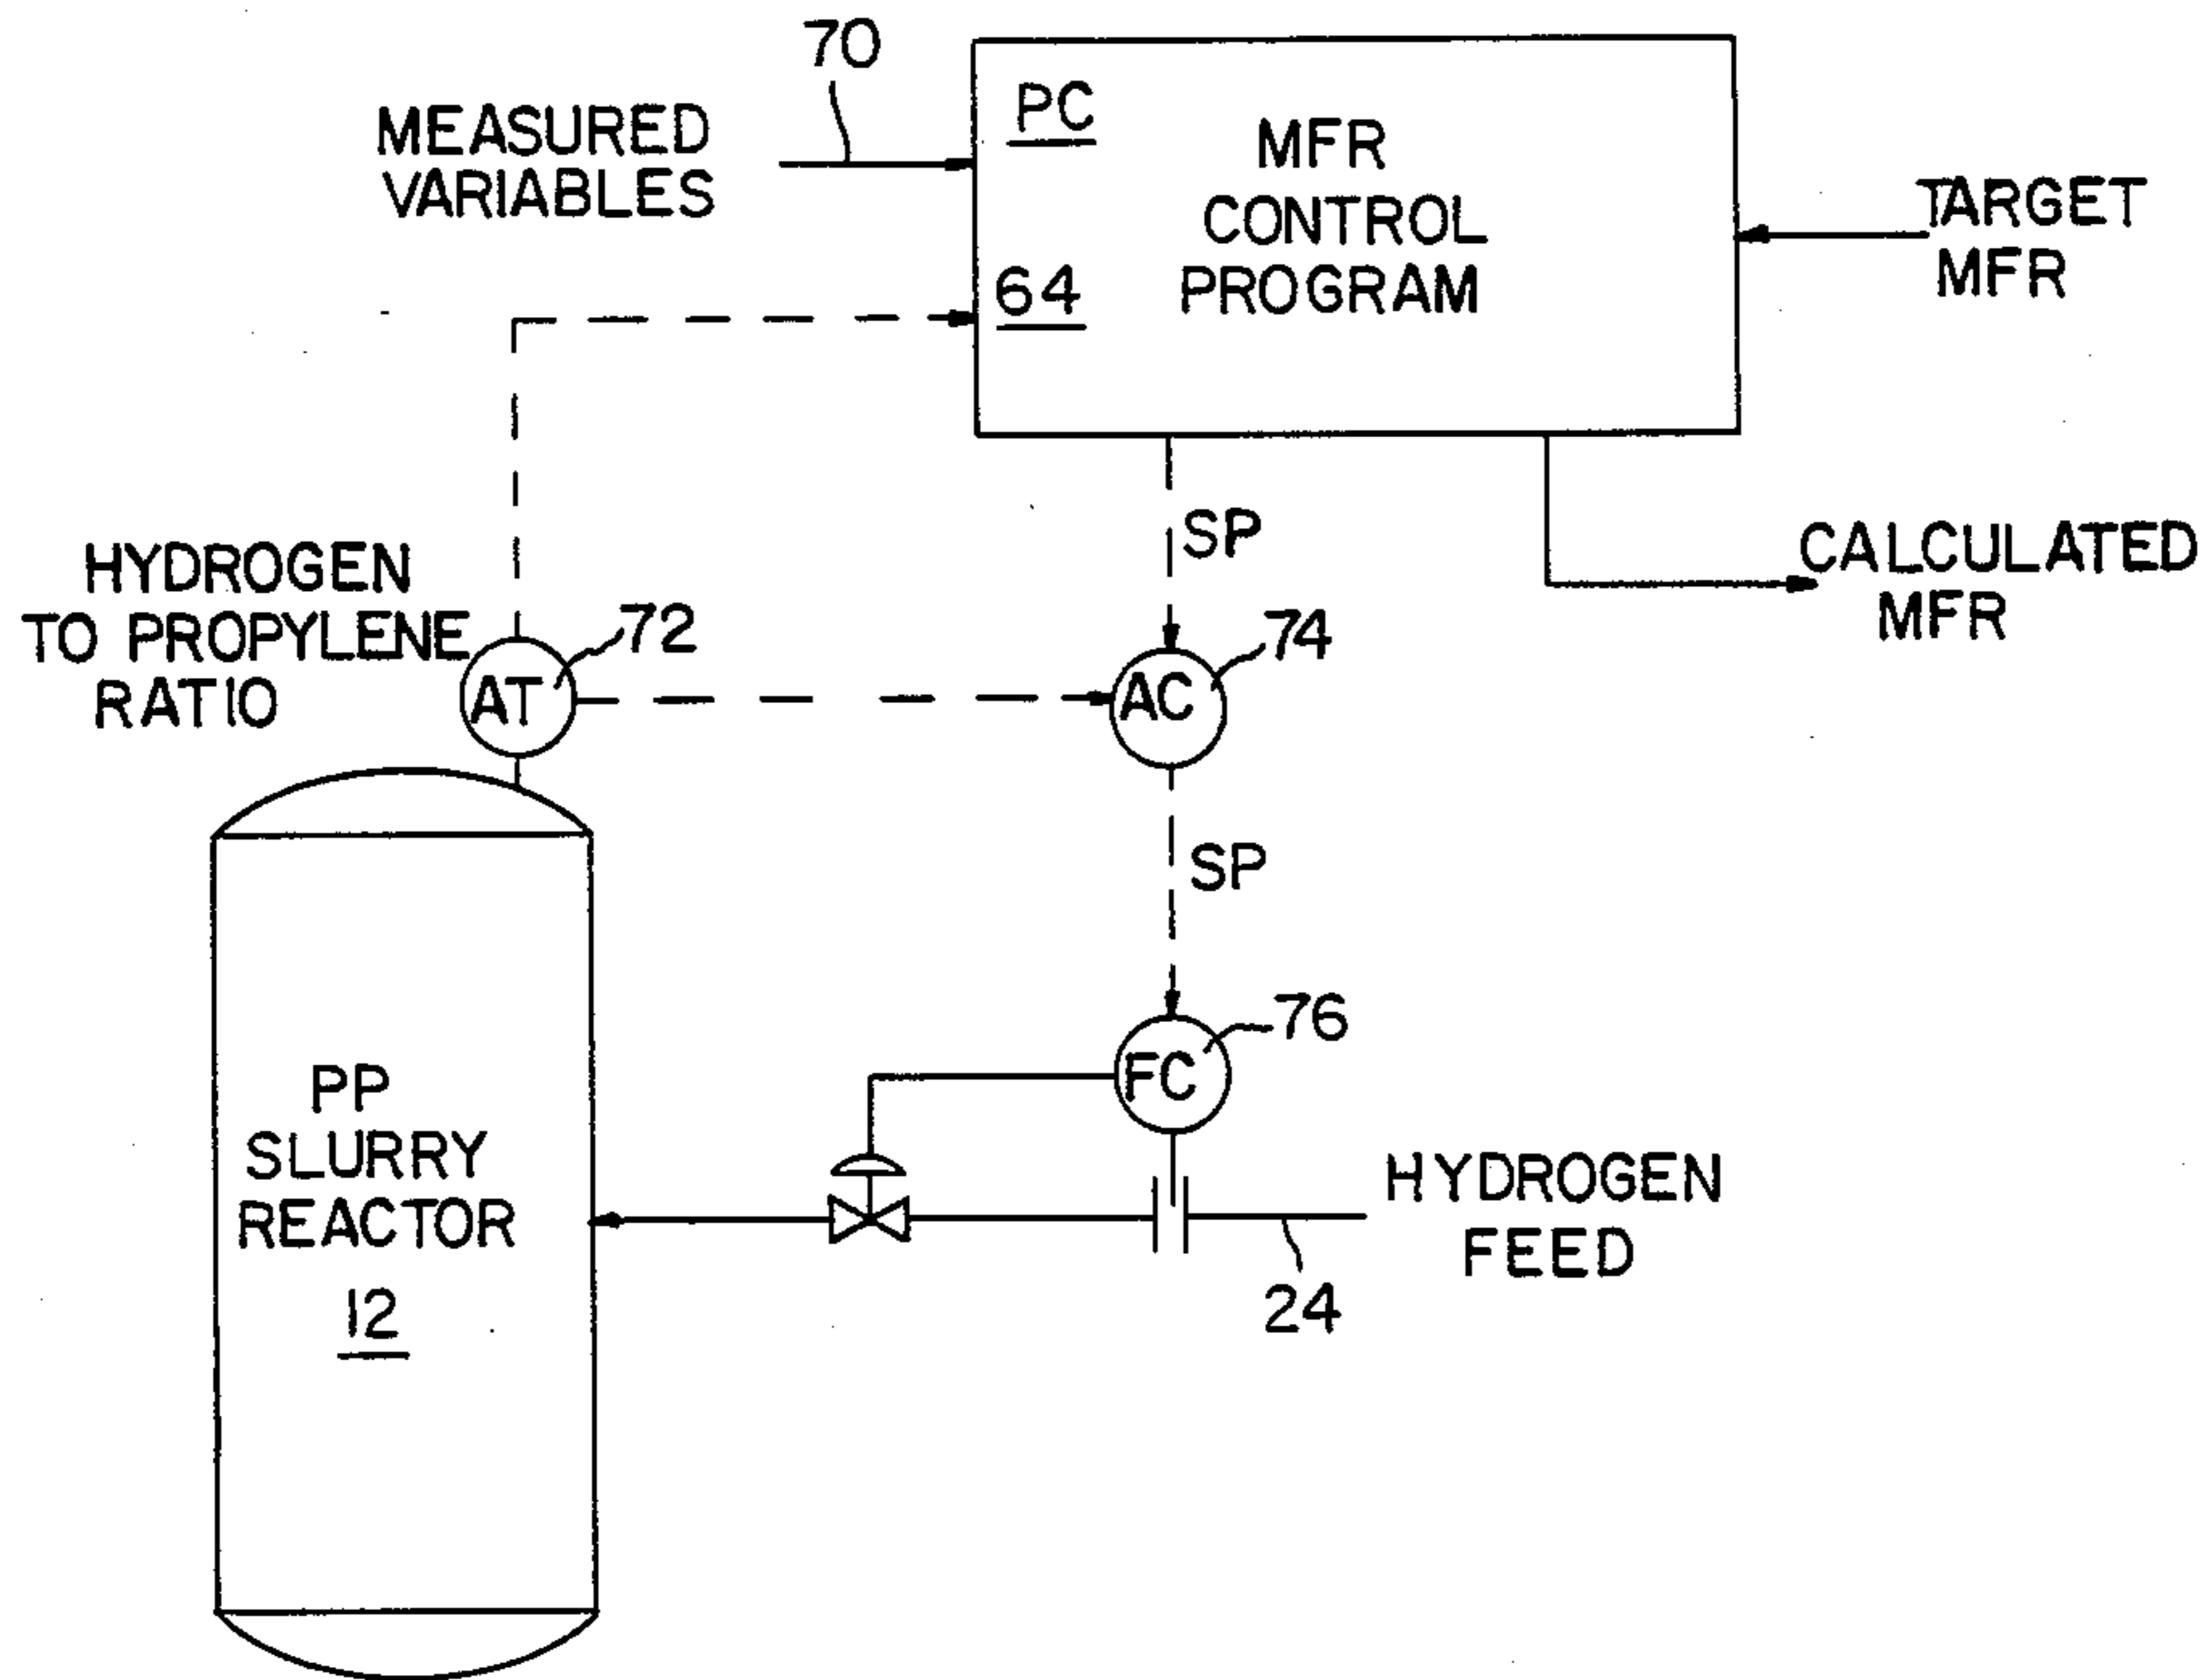 70
MEASURED
VARIABLES
PC
MFR
CONTROL
PROGRAM
64
TARGET
MFR
SP
CALCULATED
MFR
HYDROGEN
TO PROPYLENE
RATIO
72
AT
74
AC
SP
76
FC
PP
SLURRY
REACTOR
12
HYDROGEN
FEED
24